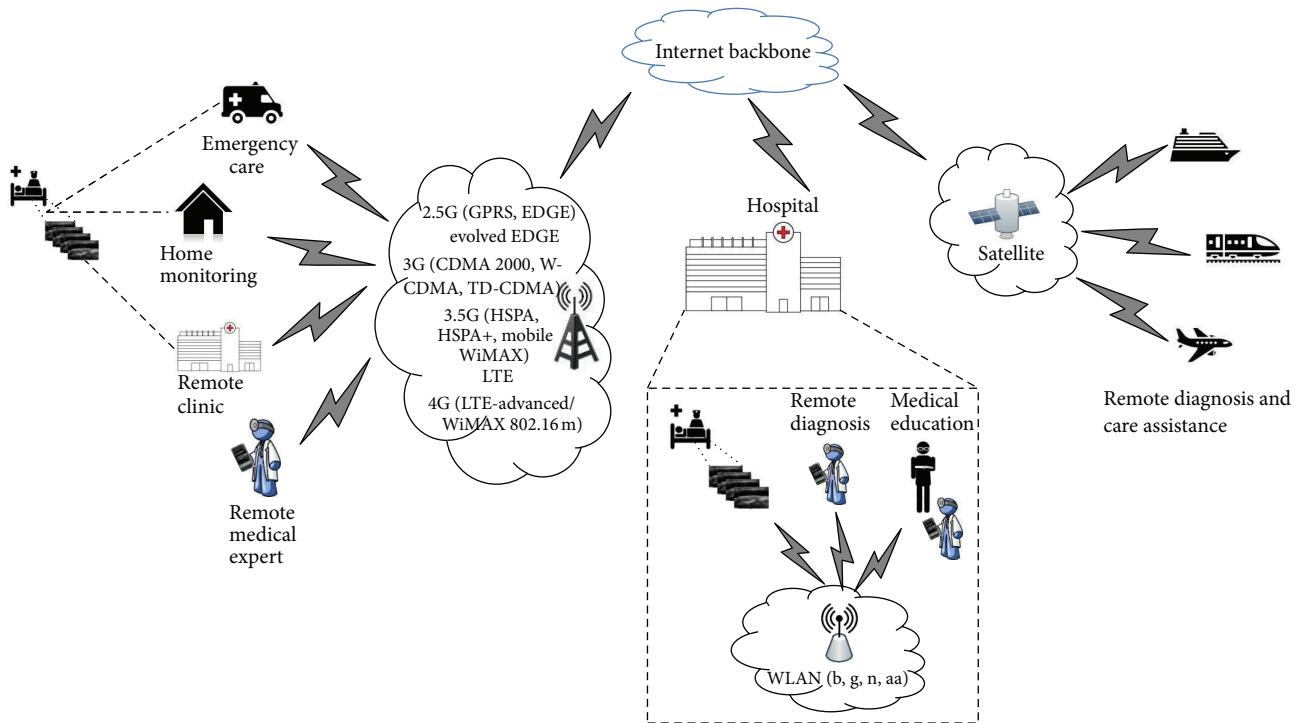 Internet backbone
Emergency
care
Home
monitoring
Remote
clinic
Remote
medical
expert
2.5G (GPRS, EDGE)
evolved EDGE
3G (CDMA 2000, W-
CDMA, TD-CDMA)
3.5G (HSPA,
HSPA+, mobile
WiMAX)
LTE
4G (LTE-advanced/
WiMAX 802.16 m)
Hospital
Remote
diagnosis
Medical
education
WLAN (b, g, n, aa)
Satellite
Remote diagnosis and
care assistance